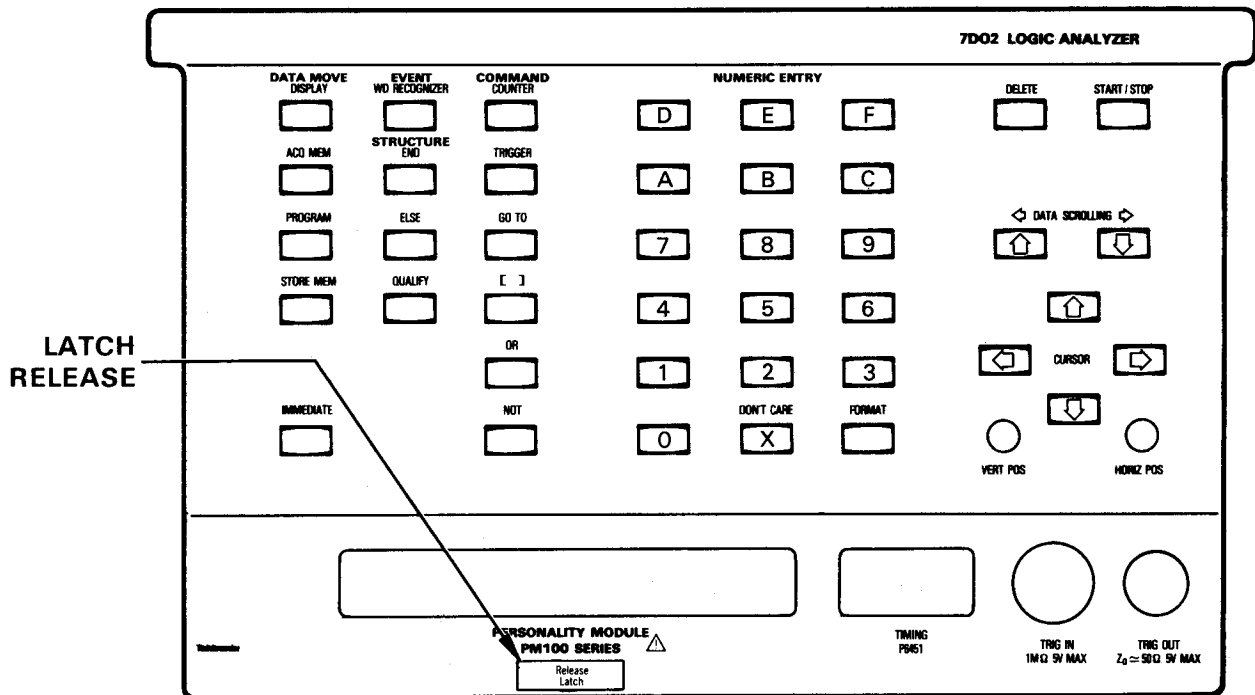 7D02 LOGIC ANALYZER
DATA MOVE EVENT COMMAND NUMERIC ENTRY
DISPLAY WD RECOGNIZER COUNTER DELETE START/STOP
D E F
STRUCTURE
ACQ MEM END TRIGGER
A B C
PROGRAM ELSE GO TO DATA SCROLLING
7 8 9
STORE MEM QUALIFY [ ]
4 5 6
LATCH
RELEASE
OR
1 2 3 CURSOR
IMMEDIATE NOT DON'T CARE FORMAT
0 X
VERT POS HORIZ POS
PERSONALITY MODULE
PM100 SERIES
TIMING
P6451
TRIG IN
1MΩ 5V MAX
TRIG OUT
Z₀≃50Ω 5V MAX
Tektronix
Release
Latch